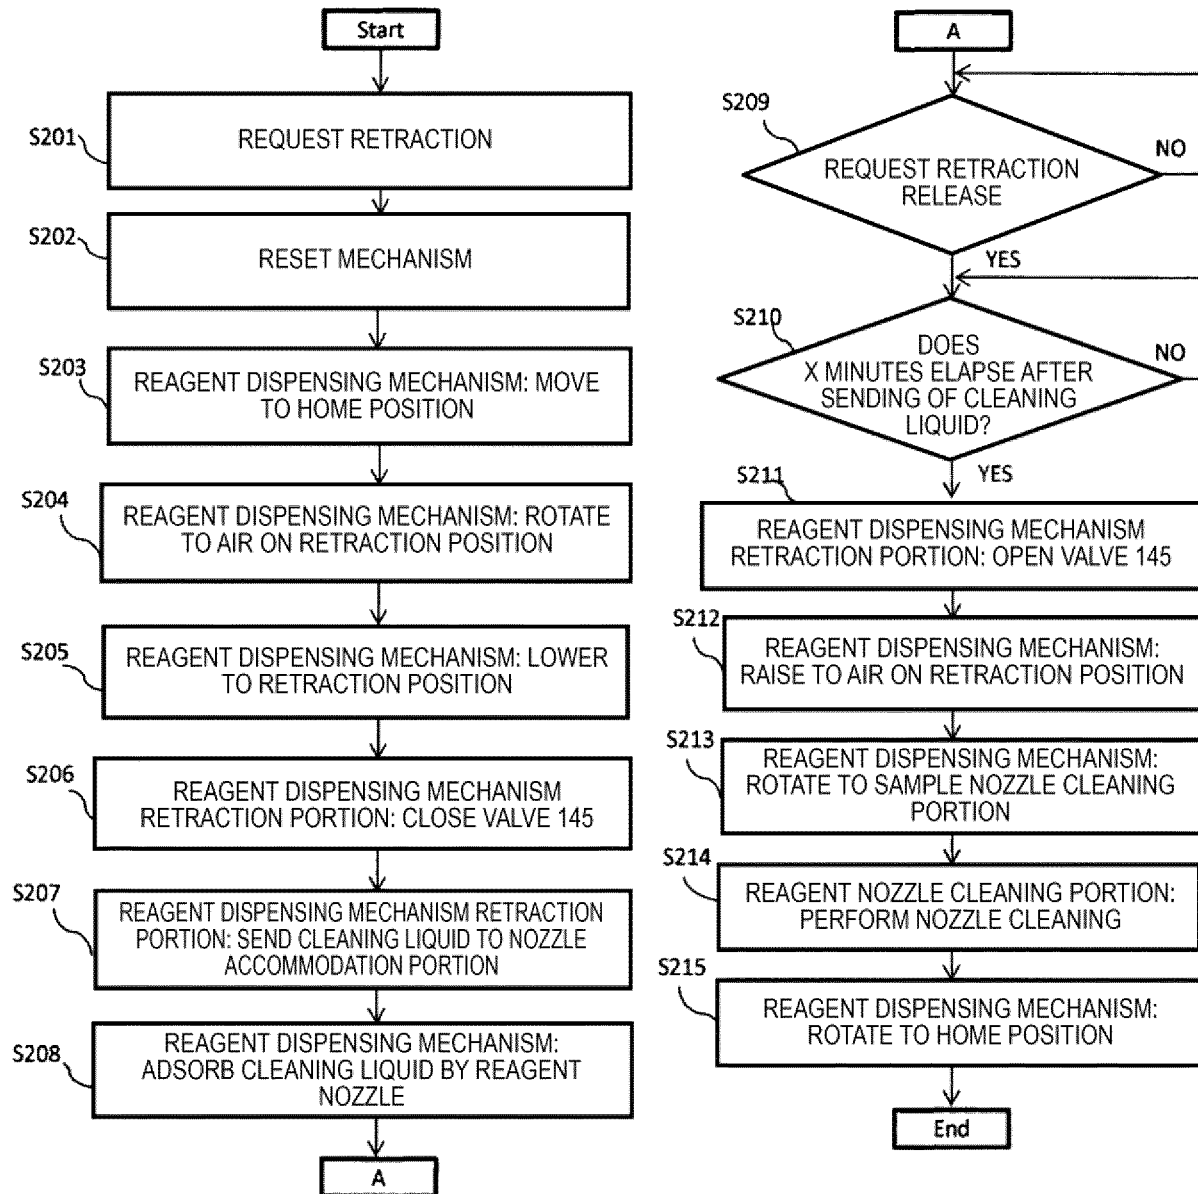 Start
S201
REQUEST RETRACTION
S202
RESET MECHANISM
S203
REAGENT DISPENSING MECHANISM: MOVE
TO HOME POSITION
S204
REAGENT DISPENSING MECHANISM: ROTATE
TO AIR ON RETRACTION POSITION
S205
REAGENT DISPENSING MECHANISM: LOWER
TO RETRACTION POSITION
S206
REAGENT DISPENSING MECHANISM
RETRACTION PORTION: CLOSE VALVE 145
S207
REAGENT DISPENSING MECHANISM RETRACTION
PORTION: SEND CLEANING LIQUID TO NOZZLE
ACCOMMODATION PORTION
S208
REAGENT DISPENSING MECHANISM:
ADSORB CLEANING LIQUID BY REAGENT
NOZZLE
A
A
S209
REQUEST RETRACTION
RELEASE
NO
YES
S210
DOES
X MINUTES ELAPSE AFTER
SENDING OF CLEANING
LIQUID?
NO
YES
S211
REAGENT DISPENSING MECHANISM
RETRACTION PORTION: OPEN VALVE 145
S212
REAGENT DISPENSING MECHANISM:
RAISE TO AIR ON RETRACTION POSITION
S213
REAGENT DISPENSING MECHANISM:
ROTATE TO SAMPLE NOZZLE CLEANING
PORTION
S214
REAGENT NOZZLE CLEANING PORTION:
PERFORM NOZZLE CLEANING
S215
REAGENT DISPENSING MECHANISM:
ROTATE TO HOME POSITION
End